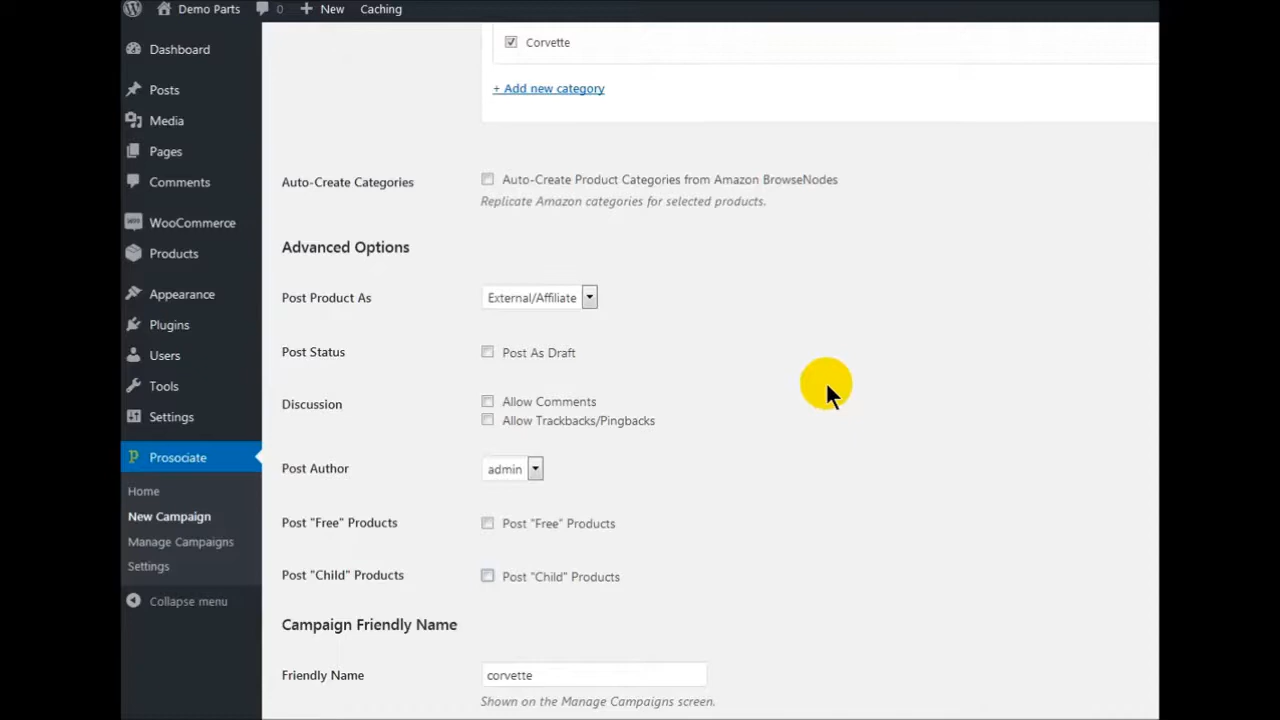 Demo Parts 0 New Caching
Dashboard
Posts
Media
Pages
Comments
WooCommerce
Products
Appearance
Plugins
Users
Tools
Settings
Prosociate
Home
New Campaign
Manage Campaigns
Settings
Collapse menu
Corvette
+ Add new category
Auto-Create Categories Auto-Create Product Categories from Amazon BrowseNodes
Replicate Amazon categories for selected products.
Advanced Options
Post Product As External/Affiliate
Post Status Post As Draft
Discussion Allow Comments
Allow Trackbacks/Pingbacks
Post Author admin
Post "Free" Products Post "Free" Products
Post "Child" Products Post "Child" Products
Campaign Friendly Name
Friendly Name corvette
Shown on the Manage Campaigns screen.